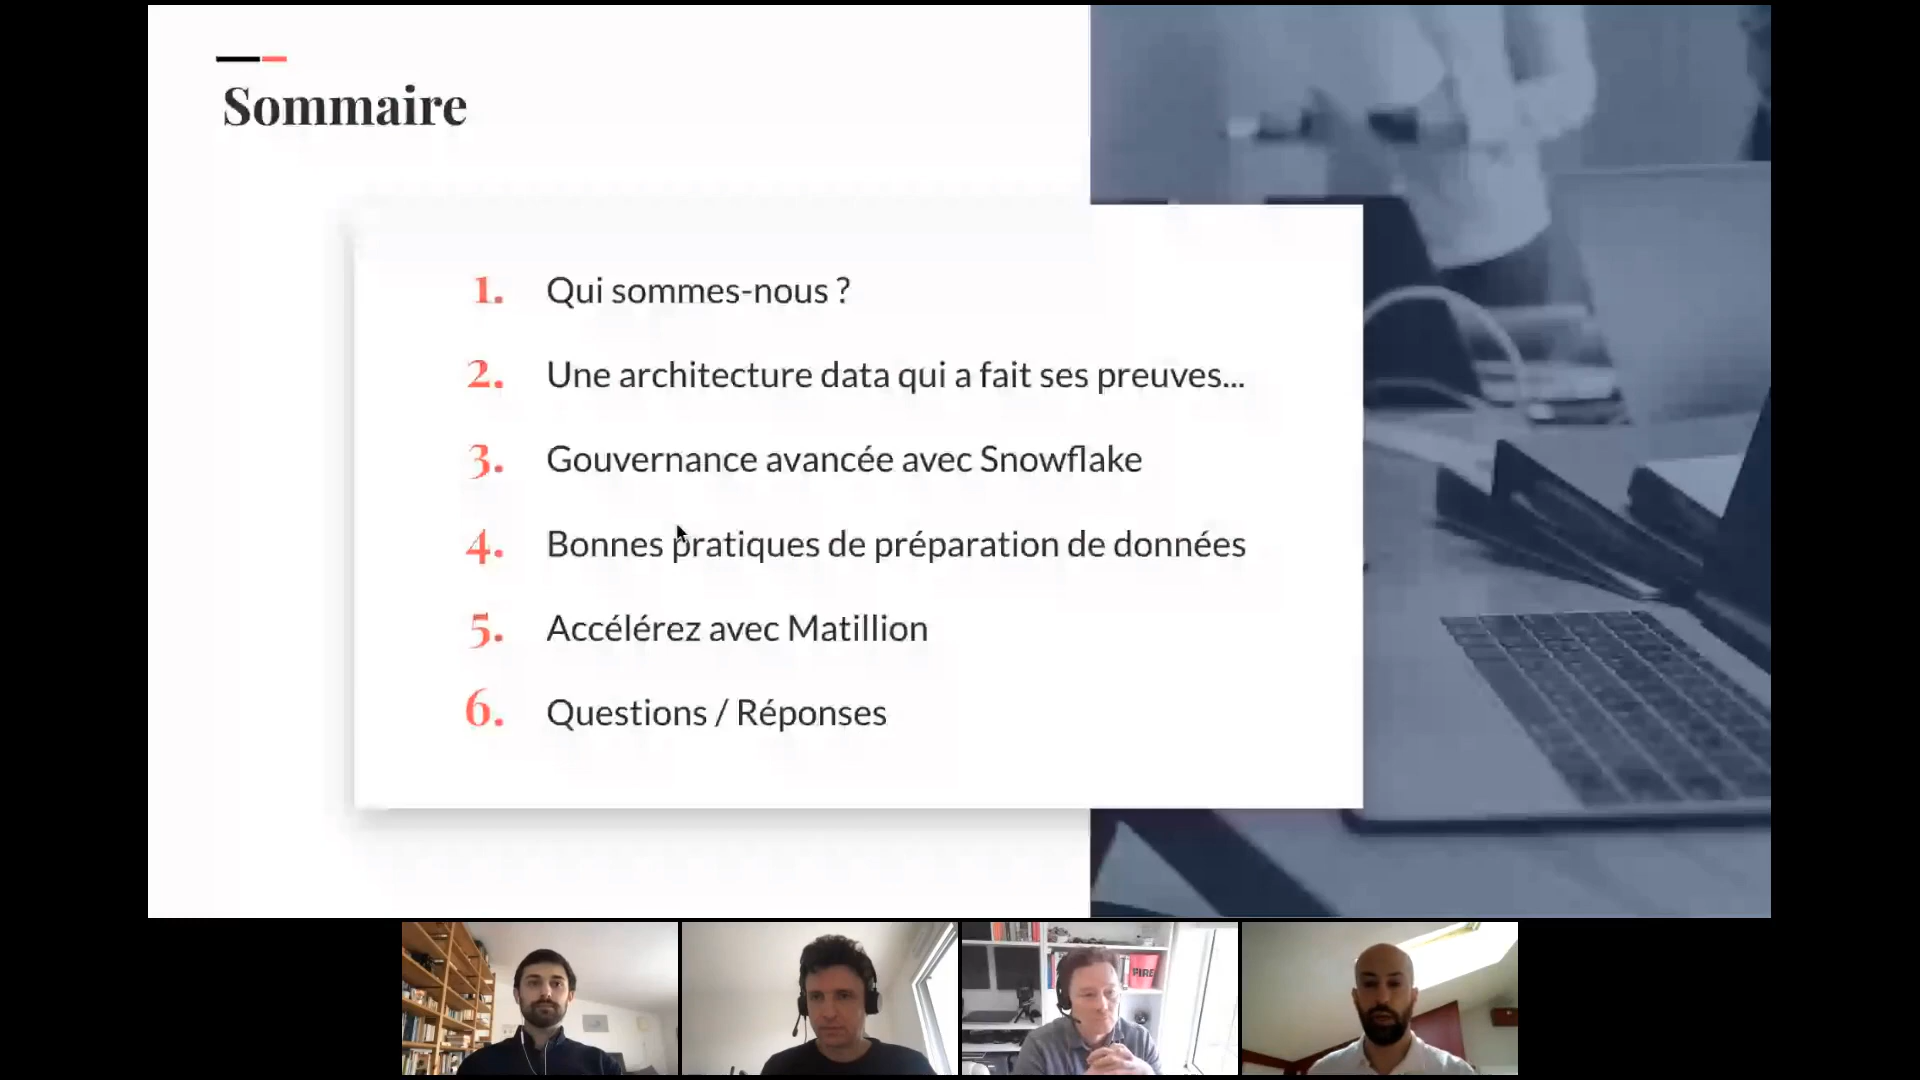 Sommaire
1. Qui sommes-nous ?
2. Une architecture data qui a fait ses preuves...
3. Gouvernance avancée avec Snowflake
4. Bonnes pratiques de préparation de données
5. Accélérez avec Matillion
6. Questions / Réponses
FIRE